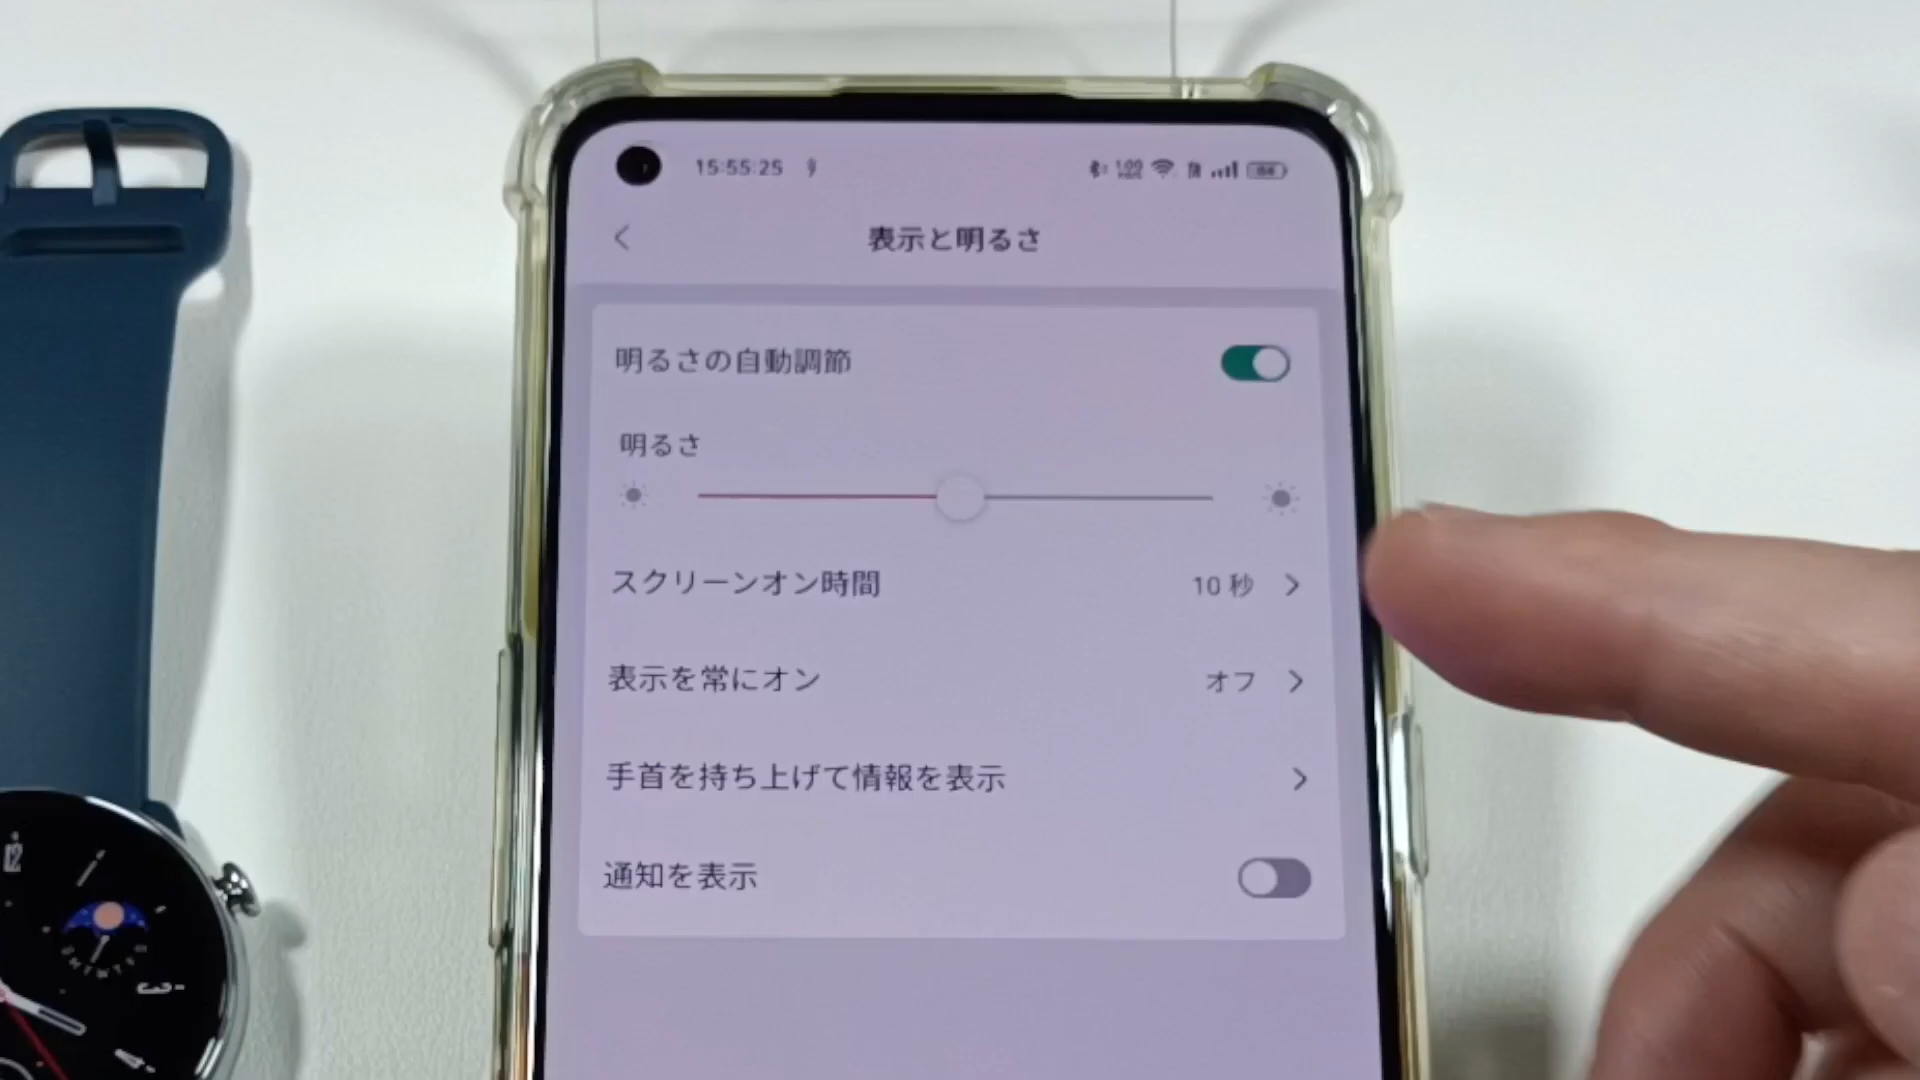 15:55:25
表示と明るさ
明るさの自動調節
明るさ
スクリーンオン時間
10 秒
表示を常にオン
オフ
手首を持ち上げて情報を表示
通知を表示
12
3